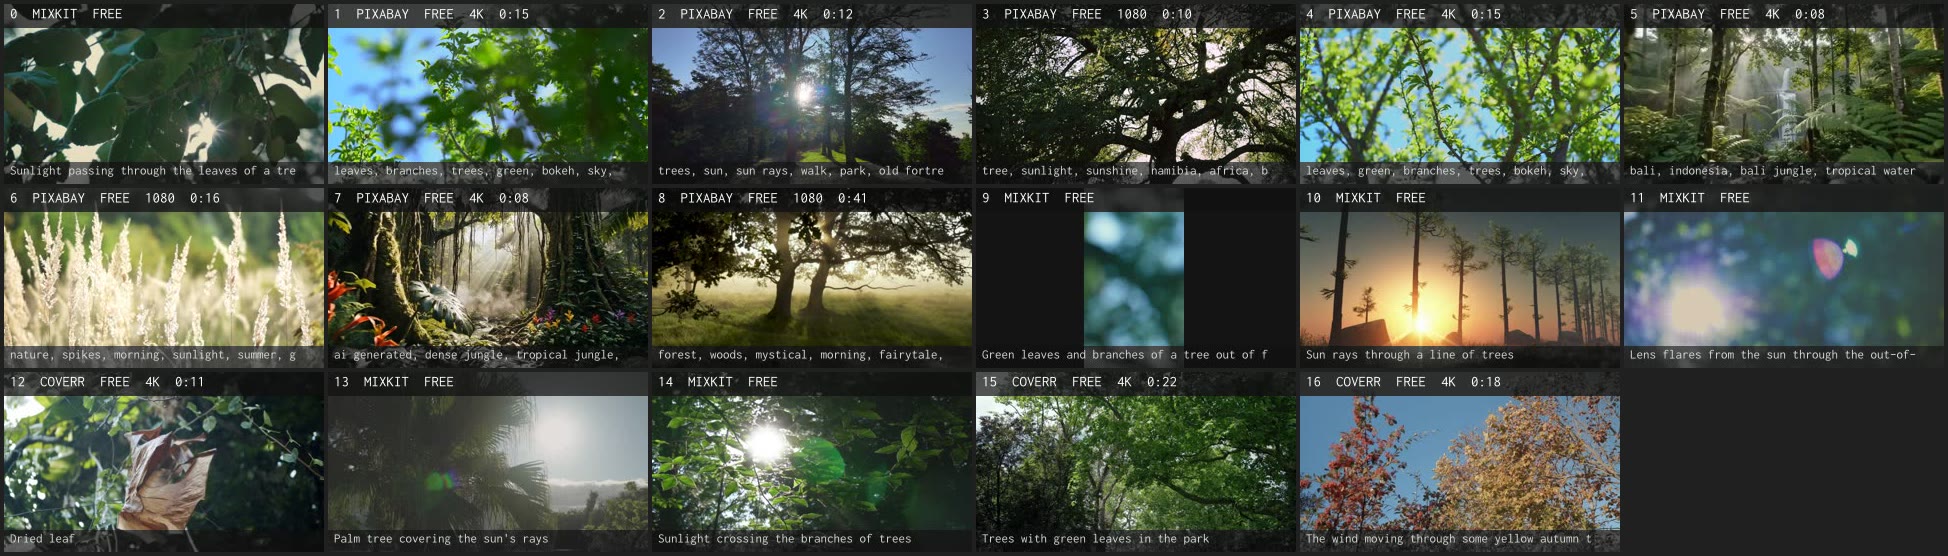 0 MIXKIT FREE
Sunlight passing through the leaves of a tre
1 PIXABAY FREE 4K 0:15
leaves, branches, trees, green, bokeh, sky,
2 PIXABAY FREE 4K 0:12
trees, sun, sun rays, walk, park, old fortre
3 PIXABAY FREE 1080 0:10
tree, sunlight, sunshine, namibia, africa, b
4 PIXABAY FREE 4K 0:15
leaves, green, branches, trees, bokeh, sky,
5 PIXABAY FREE 4K 0:08
bali, indonesia, bali jungle, tropical water
6 PIXABAY FREE 1080 0:16
nature, spikes, morning, sunlight, summer, g
7 PIXABAY FREE 4K 0:08
ai generated, dense jungle, tropical jungle,
8 PIXABAY FREE 1080 0:41
forest, woods, mystical, morning, fairytale,
9 MIXKIT FREE
Green leaves and branches of a tree out of f
10 MIXKIT FREE
Sun rays through a line of trees
11 MIXKIT FREE
Lens flares from the sun through the out-of-
12 COVERR FREE 4K 0:11
Dried leaf
13 MIXKIT FREE
Palm tree covering the sun's rays
14 MIXKIT FREE
Sunlight crossing the branches of trees
15 COVERR FREE 4K 0:22
Trees with green leaves in the park
16 COVERR FREE 4K 0:18
The wind moving through some yellow autumn t